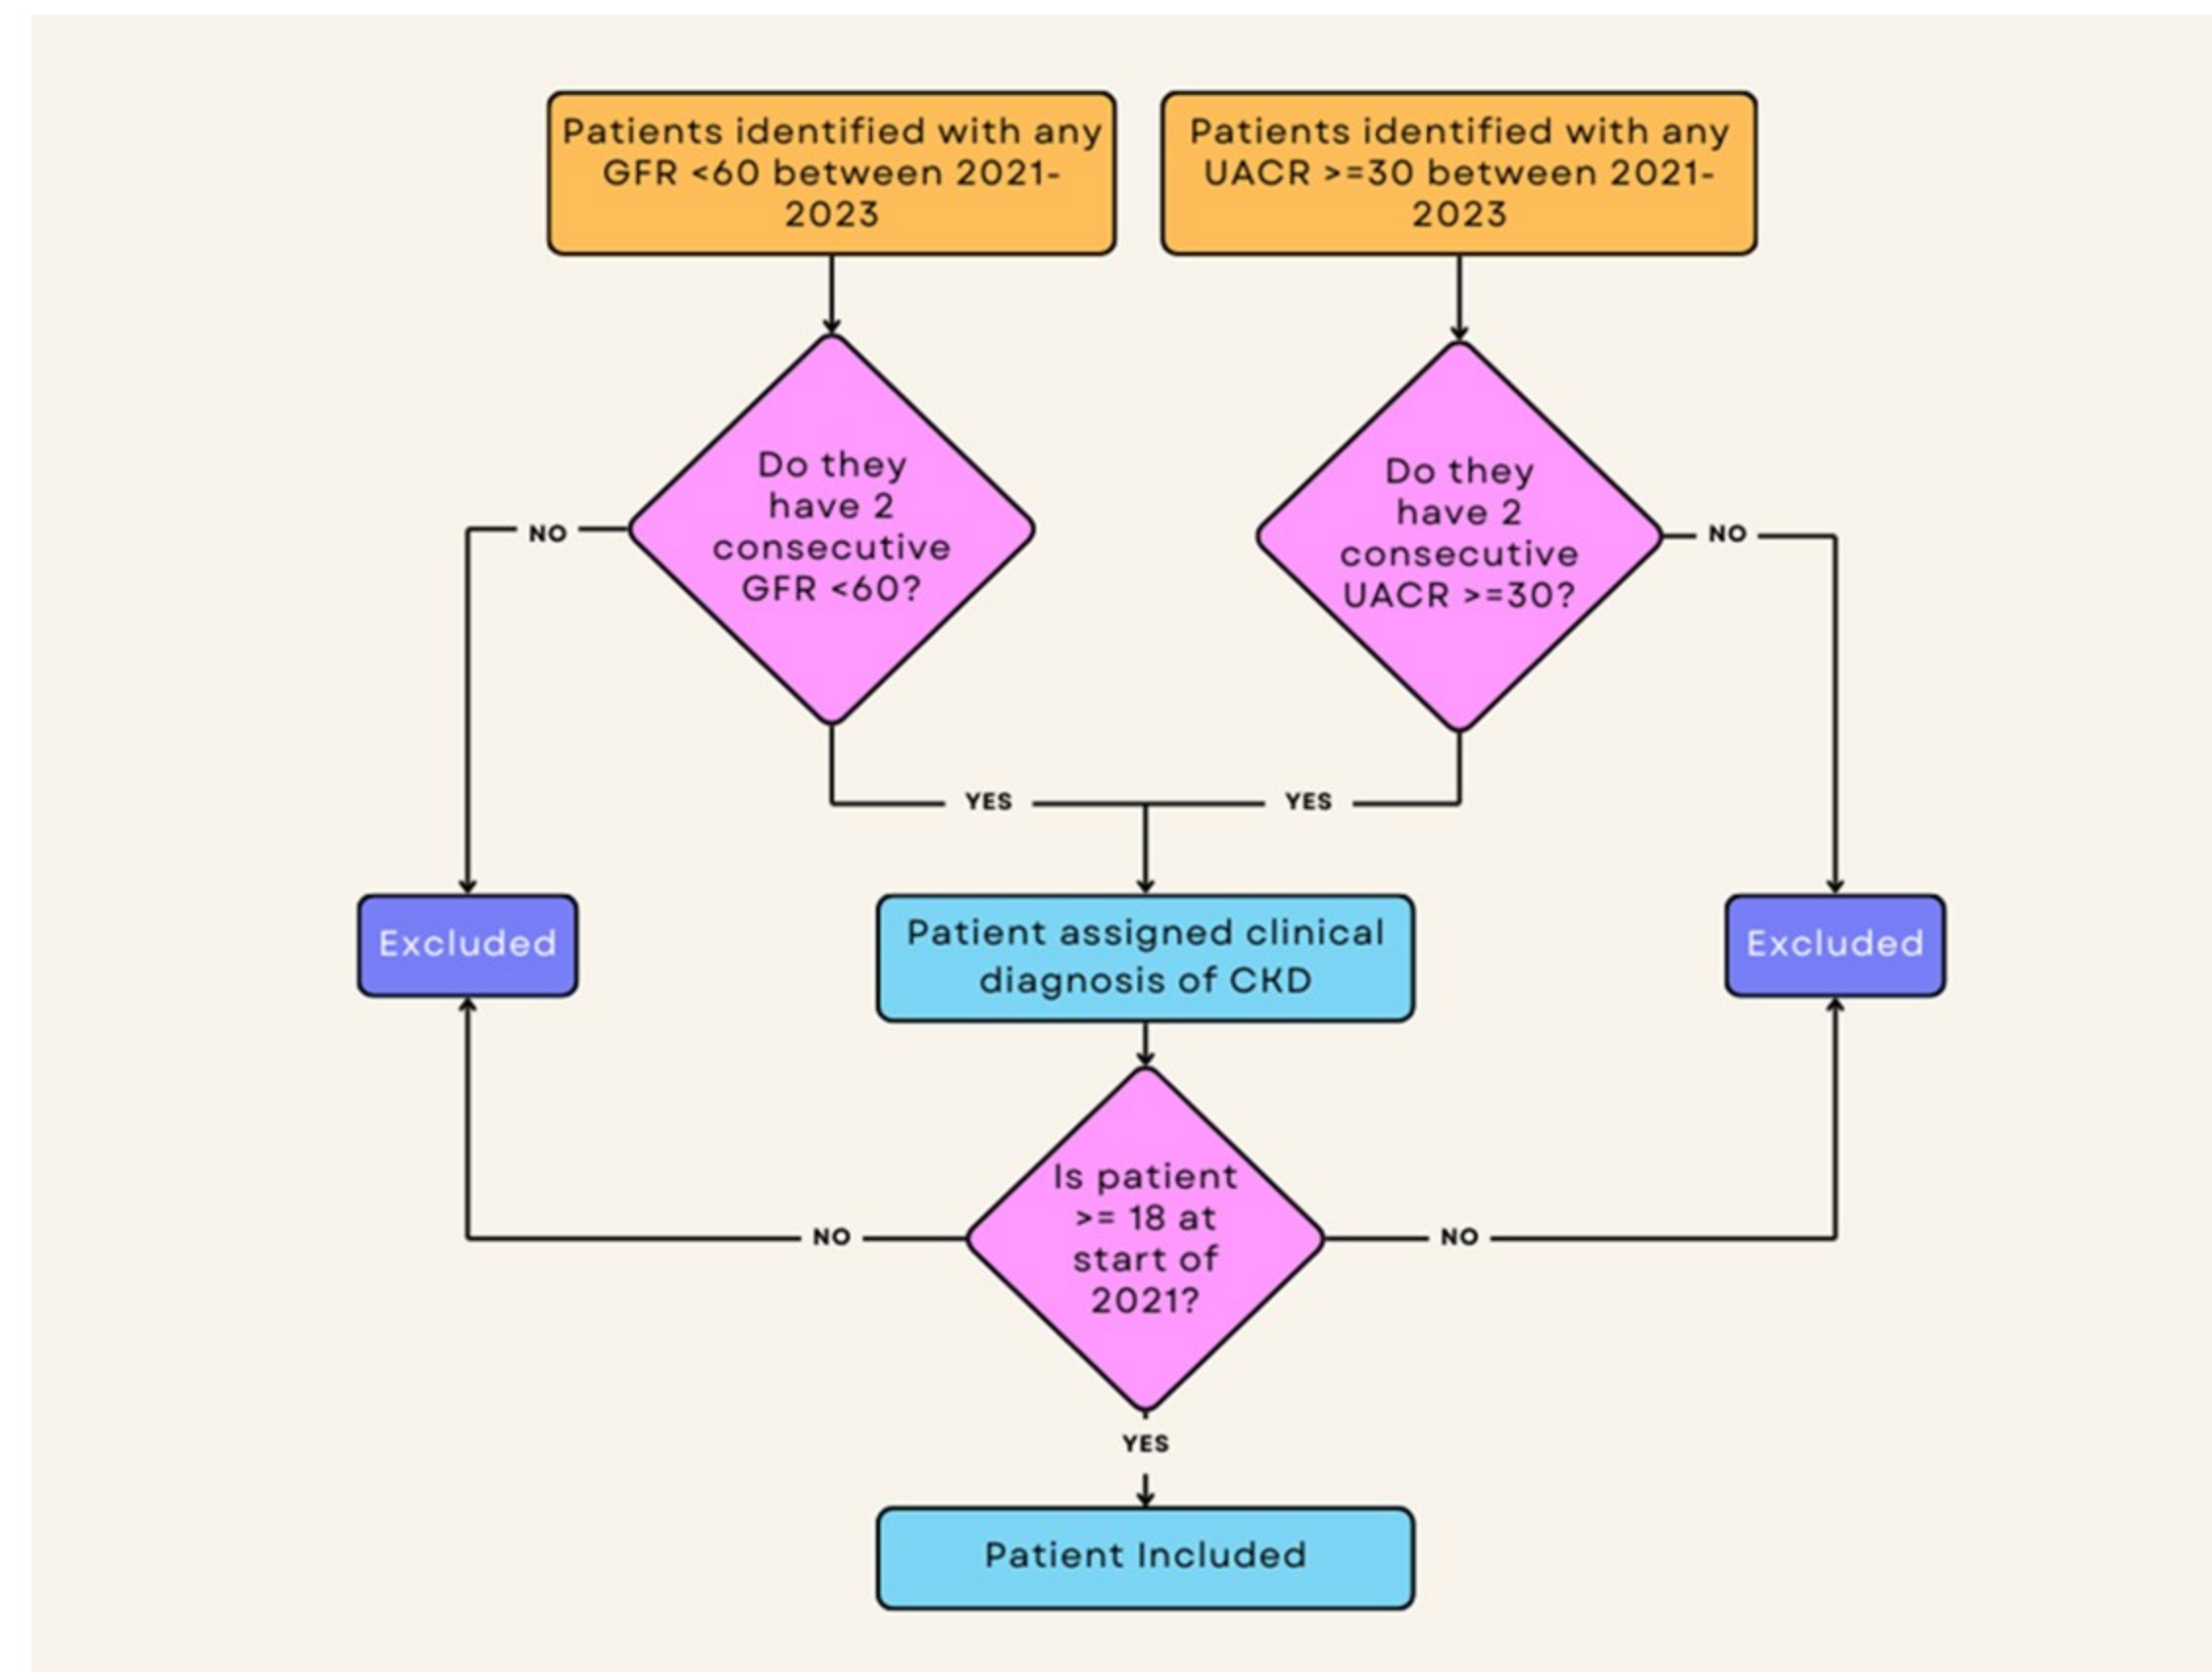 Patients identified with any
GFR <60 between 2021-
2023
Patients identified with any
UACR >=30 between 2021-
2023
Do they
have 2
consecutive
GFR <60?
Do they
have 2
consecutive
UACR >=30?
NO
NO
YES
YES
Excluded
Patient assigned clinical
diagnosis of CKD
Excluded
Is patient
>= 18 at
start of
2021?
NO
NO
YES
Patient Included